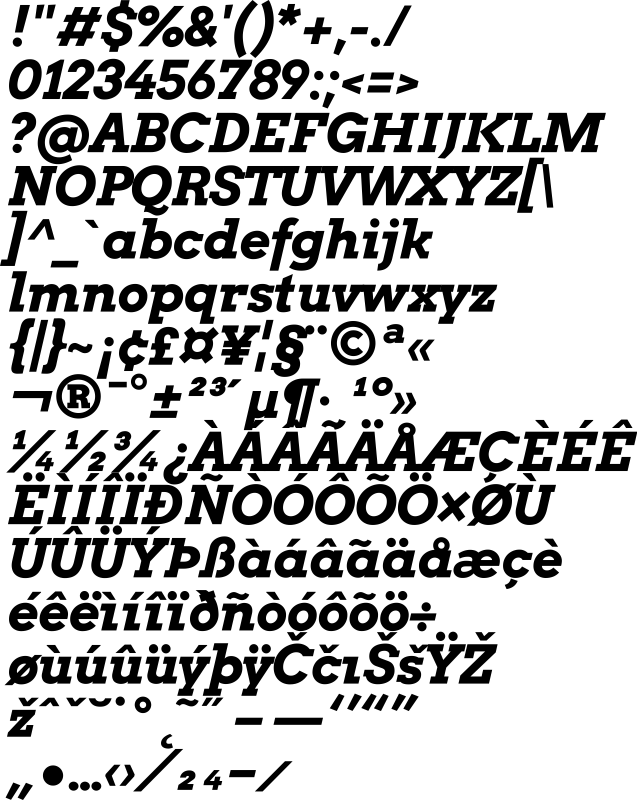 !"#$%&'()*+,-./
0123456789:;<=>
?@ABCDEFGHIJKLM
NOPQRSTUVWXYZ[\
]^_`abcdefghijk
lmnopqrstuvwxyz
{|}~¡¢£¤¥¦§¨©ª«
¬®¯°±²³´µ¶· ¹º»
¼½¾¿ÀÁÂÃÄÅÆÇÈÉÊ
ËÌÍÎÏÐÑÒÓÔÕÖ×ØÙ
ÚÛÜÝÞßàáâãäåæçè
éêëìíîïðñòóôõö÷
øùúûüýþÿČčıŠšŸŽ
žˆˇ˘˙˚¸˜˝–—‘’“”
„•…‹›⁄₂₄−∕